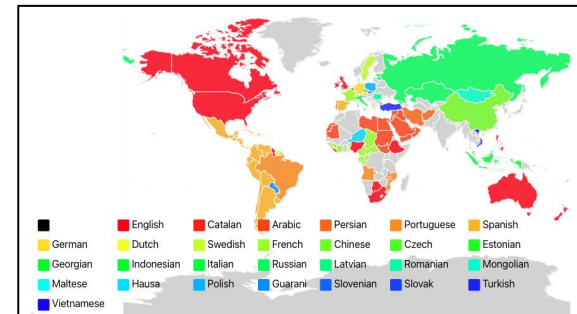 English Catalan Arabic Persian Portuguese Spanish
German Dutch Swedish French Chinese Czech Estonian
Georgian Indonesian Italian Russian Latvian Romanian Mongolian
Maltese Hausa Polish Guarani Slovenian Slovak Turkish
Vietnamese